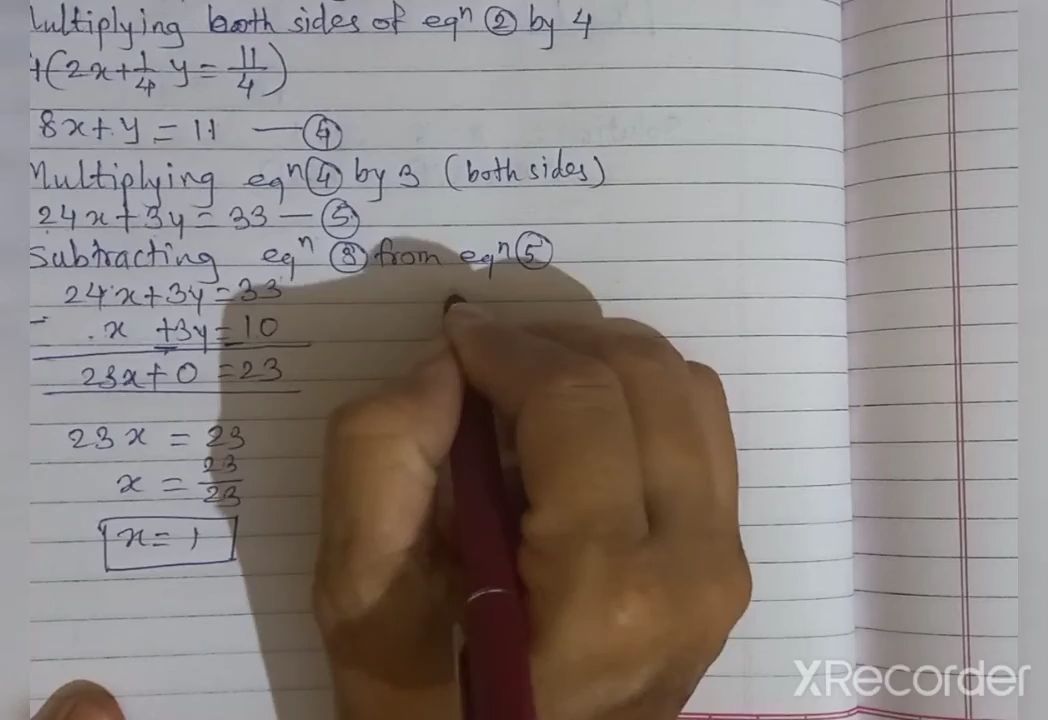 Multiplying both sides of eqⁿ ② by 4
4(2x+1/4 y = 11/4)
8x+y = 11 — ④
Multiplying eqⁿ ④ by 3 (both sides)
24x+3y = 33 — ⑤
Subtracting eqⁿ ③ from eqⁿ ⑤
24x+3y=33
- x +3y=10
23x+0 =23
23x = 23
x = 23/23
x= 1
XRecorder